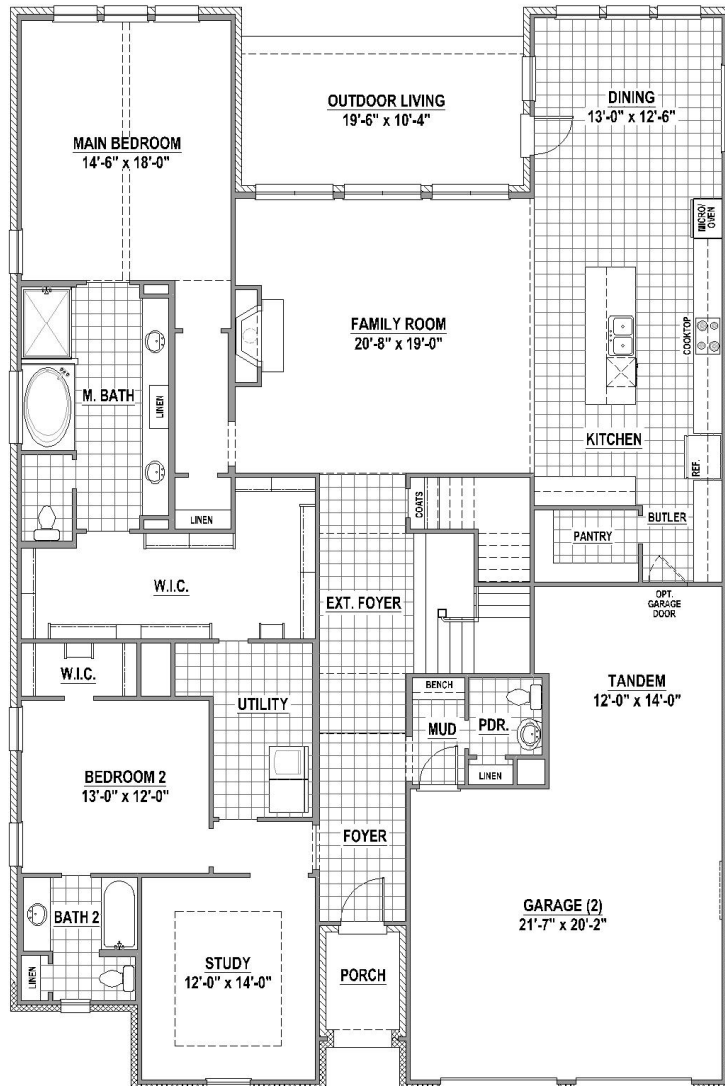 OUTDOOR LIVING
19'-6" x 10'-4"
DINING
13'-0" x 12'-6"
MAIN BEDROOM
14'-6" x 18'-0"
MICRO/
OVEN
FAMILY ROOM
20'-8" x 19'-0"
COOKTOP
M. BATH
LINEN
KITCHEN
REF.
LINEN
COATS
PANTRY
BUTLER
W.I.C.
EXT. FOYER
OPT.
GARAGE
DOOR
W.I.C.
UTILITY
BENCH
TANDEM
12'-0" x 14'-0"
MUD
PDR.
LINEN
BEDROOM 2
13'-0" x 12'-0"
FOYER
BATH 2
GARAGE (2)
21'-7" x 20'-2"
LINEN
STUDY
12'-0" x 14'-0"
PORCH